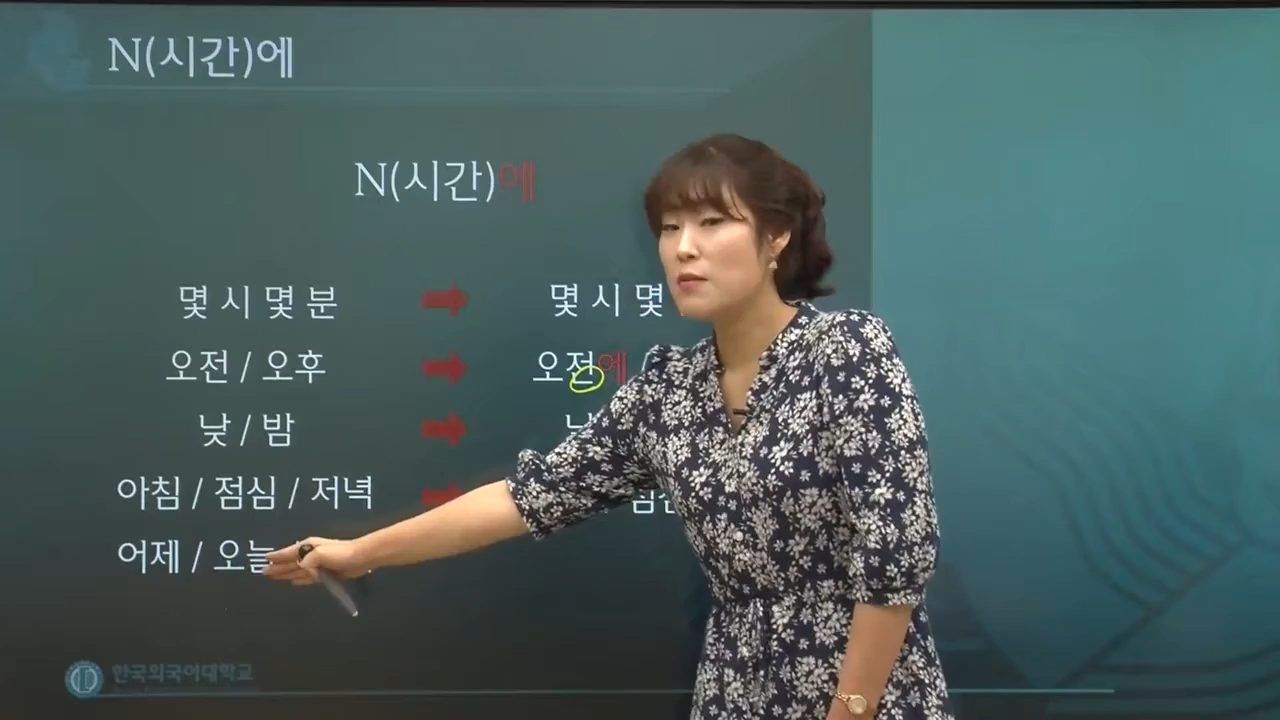 N(시간)에
N(시간)에
몇 시 몇 분 몇 시 몇
오전 / 오후 오전에 /
낮 / 밤
아침 / 점심 / 저녁
어제 / 오늘
한국외국어대학교